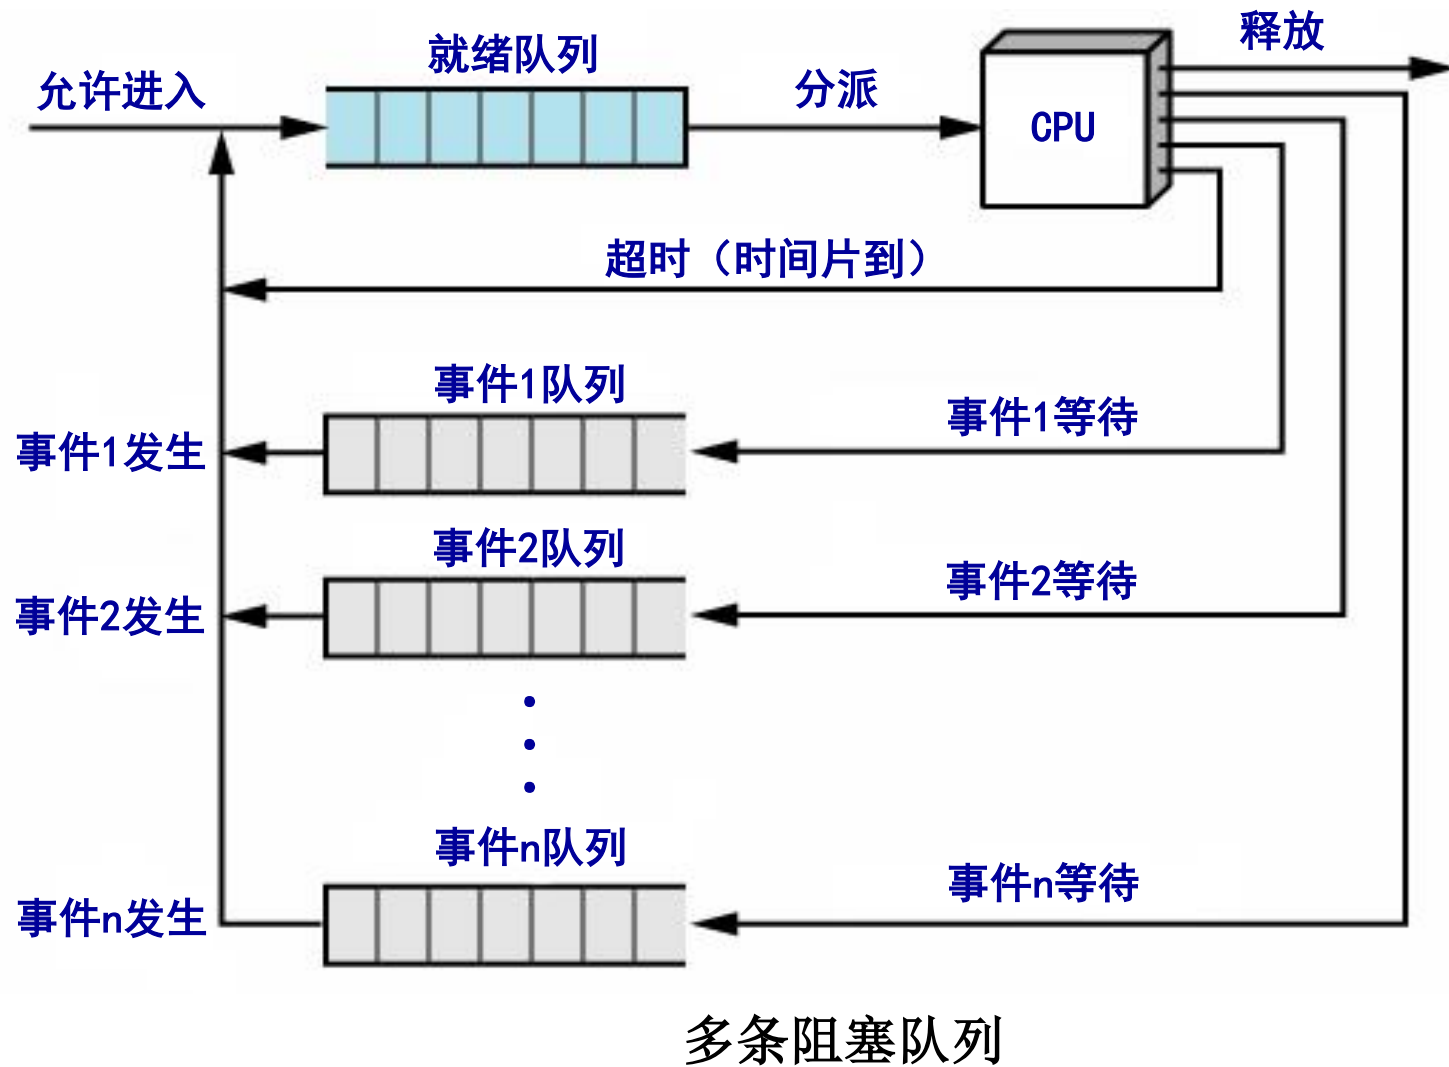 释放
就绪队列
允许进入
分派
CPU
超时（时间片到）
事件1队列
事件1等待
事件1发生
事件2队列
事件2等待
事件2发生
事件n队列
事件n等待
事件n发生
多条阻塞队列